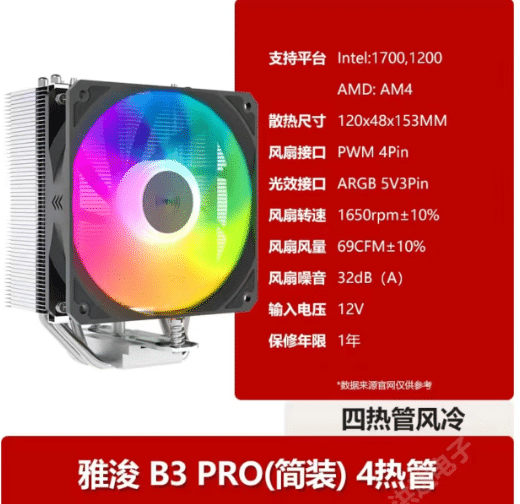 支持平台 Intel:1700,1200
AMD: AM4
散热尺寸 120x48x153MM
风扇接口 PWM 4Pin
光效接口 ARGB 5V3Pin
风扇转速 1650rpm±10%
风扇风量 69CFM±10%
风扇噪音 32dB（A）
输入电压 12V
保修年限 1年
*数据来源官网仅供参考
四热管风冷
雅浚 B3 PRO(简装) 4热管